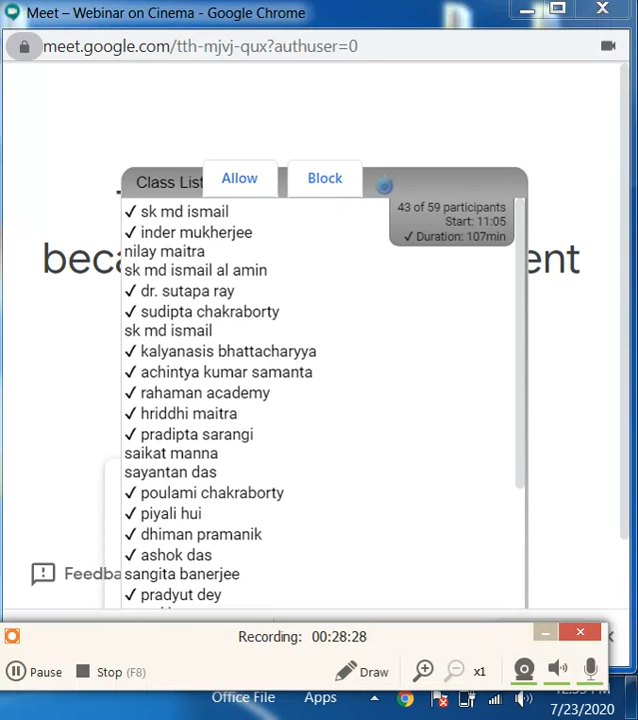 Meet – Webinar on Cinema - Google Chrome
meet.google.com/tth-mjvj-qux?authuser=0
Class List
Allow
Block
43 of 59 participants
Start: 11:05
✓ Duration: 107min
✓ sk md ismail
✓ inder mukherjee
nilay maitra
sk md ismail al amin
✓ dr. sutapa ray
✓ sudipta chakraborty
sk md ismail
✓ kalyanasis bhattacharyya
✓ achintya kumar samanta
✓ rahaman academy
✓ hriddhi maitra
✓ pradipta sarangi
saikat manna
sayantan das
✓ poulami chakraborty
✓ piyali hui
✓ dhiman pramanik
✓ ashok das
sangita banerjee
✓ pradyut dey
Recording: 00:28:28
Pause
Stop (F8)
Draw
x1
Office File
Apps
7/23/2020